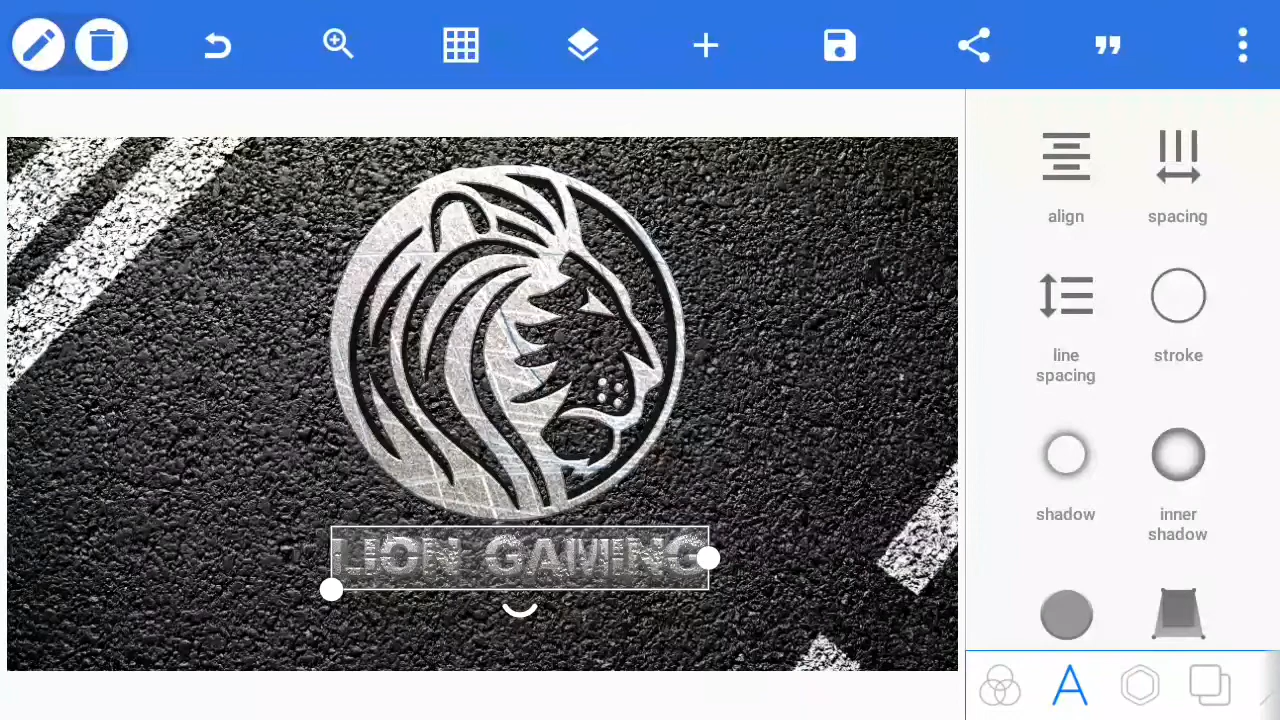 align
spacing
line
spacing
stroke
shadow
inner
shadow
LION GAMING